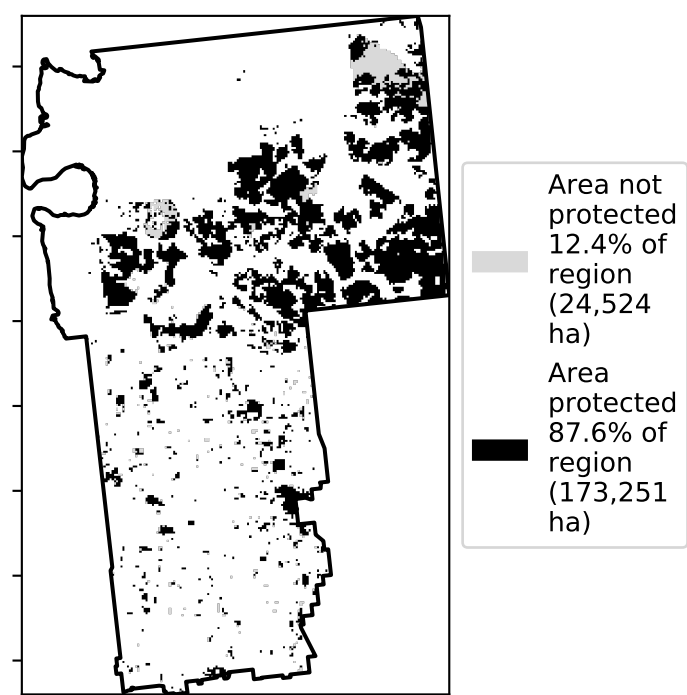 Area not
protected
12.4% of
region
(24,524
ha)
Area
protected
87.6% of
region
(173,251
ha)